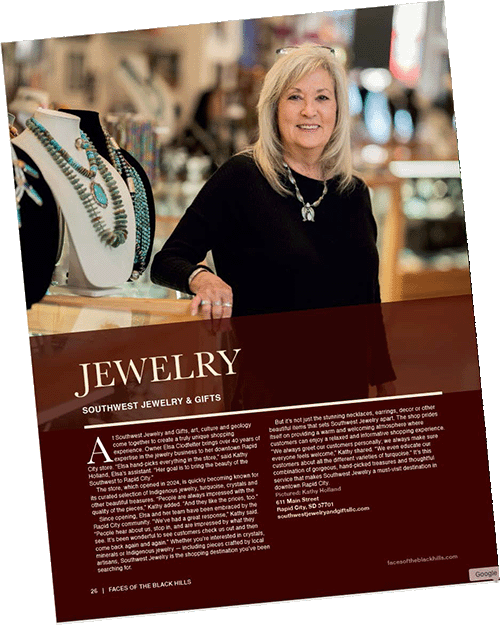 JEWELRY
SOUTHWEST JEWELRY & GIFTS
At Southwest Jewelry and Gifts, art, culture and geology
come together to create a truly unique shopping
experience. Owner Elsa Clodfelter brings over 40 years of
expertise in the jewelry business to her downtown Rapid
City store. "Elsa hand-picks everything in the store," said Kathy
Holland, Elsa's assistant. "Her goal is to bring the beauty of the
Southwest to Rapid City."
The store, which opened in 2024, is quickly becoming known for
its curated selection of Indigenous jewelry, turquoise, crystals and
other beautiful treasures. "People are always impressed with the
quality of the pieces," Kathy added. "And they like the prices, too."
Since opening, Elsa and her team have been embraced by the
Rapid City community. "We've had a great response," Kathy said.
"People hear about us, stop in, and are impressed by what they
see. It's been wonderful to see customers check us out and then
come back again and again." Whether you're interested in crystals,
minerals or Indigenous jewelry — including pieces crafted by local
artisans, Southwest Jewelry is the shopping destination you've been
searching for.
But it's not just the stunning necklaces, earrings, decor or other
beautiful items that sets Southwest Jewelry apart. The shop prides
itself on providing a warm and welcoming atmosphere where
customers can enjoy a relaxed and informative shopping experience.
"We always greet our customers personally; we always make sure
everyone feels welcome," Kathy shared. "We even educate our
customers about all the different varieties of turquoise." It's this
combination of gorgeous, hand-picked treasures and thoughtful
service that makes Southwest Jewelry a must-visit destination in
downtown Rapid City.
Pictured: Kathy Holland
611 Main Street
Rapid City, SD 57701
southwestjewelryandgiftsllc.com
26 | FACES OF THE BLACK HILLS
facesoftheblackhills.com
Google